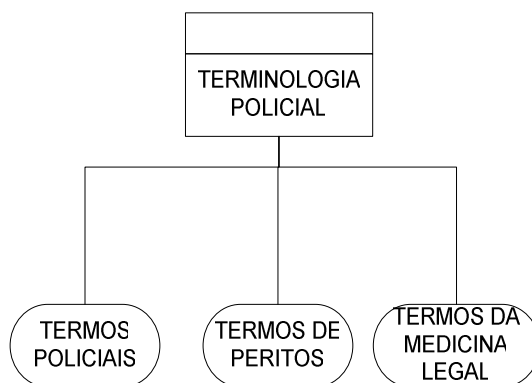 TERMINOLOGIA
POLICIAL
TERMOS
POLICIAIS
TERMOS DE
PERITOS
TERMOS DA
MEDICINA
LEGAL